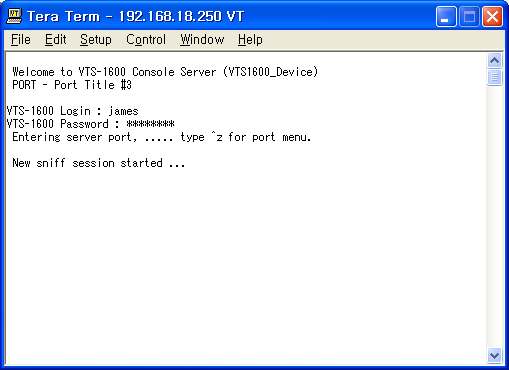 Tera Term - 192.168.18.250 VT
File Edit Setup Control Window Help
Welcome to VTS-1600 Console Server (VTS1600_Device)
PORT - Port Title #3
VTS-1600 Login : james
VTS-1600 Password : ********
Entering server port, ..... type ^z for port menu.
New sniff session started ...